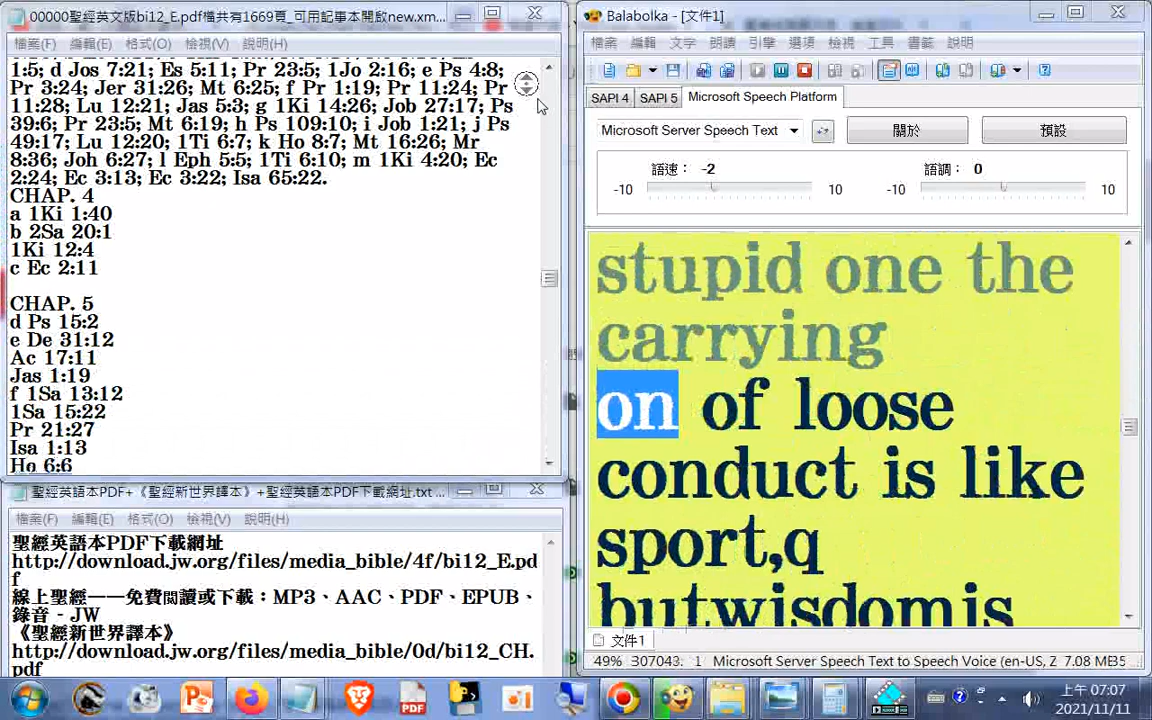 00000聖經英文版bi12_E.pdf檔共有1669頁_可用記事本開啟new.xm...
檔案(F) 編輯(E) 格式(O) 檢視(V) 說明(H)
1:5; d Jos 7:21; Es 5:11; Pr 23:5; 1Jo 2:16; e Ps 4:8;
Pr 3:24; Jer 31:26; Mt 6:25; f Pr 1:19; Pr 11:24; Pr
11:28; Lu 12:21; Jas 5:3; g 1Ki 14:26; Job 27:17; Ps
39:6; Pr 23:5; Mt 6:19; h Ps 109:10; i Job 1:21; j Ps
49:17; Lu 12:20; 1Ti 6:7; k Ho 8:7; Mt 16:26; Mr
8:36; Joh 6:27; l Eph 5:5; 1Ti 6:10; m 1Ki 4:20; Ec
2:24; Ec 3:13; Ec 3:22; Isa 65:22.
CHAP. 4
a 1Ki 1:40
b 2Sa 20:1
1Ki 12:4
c Ec 2:11
CHAP. 5
d Ps 15:2
e De 31:12
Ac 17:11
Jas 1:19
f 1Sa 13:12
1Sa 15:22
Pr 21:27
Isa 1:13
Ho 6:6
聖經英語本PDF+《聖經新世界譯本》+聖經英語本PDF下載網址.txt ...
檔案(F) 編輯(E) 格式(O) 檢視(V) 說明(H)
聖經英語本PDF下載網址
http://download.jw.org/files/media_bible/4f/bi12_E.pd
f
線上聖經——免費閱讀或下載：MP3、AAC、PDF、EPUB、
錄音 - JW
《聖經新世界譯本》
http://download.jw.org/files/media_bible/0d/bi12_CH.
pdf
Balabolka - [文件1]
檔案 編輯 文字 朗讀 引擎 選項 檢視 工具 書籤 說明
SAPI 4 SAPI 5 Microsoft Speech Platform
Microsoft Server Speech Text 關於 預設
語速： -2 語調： 0
-10 10 -10 10
stupid one the
carrying
on of loose
conduct is like
sport,q
butwisdomis
文件1
49% 307043. 1 Microsoft Server Speech Text to Speech Voice (en-US, Z 7.08 MB
上午 07:07
2021/11/11